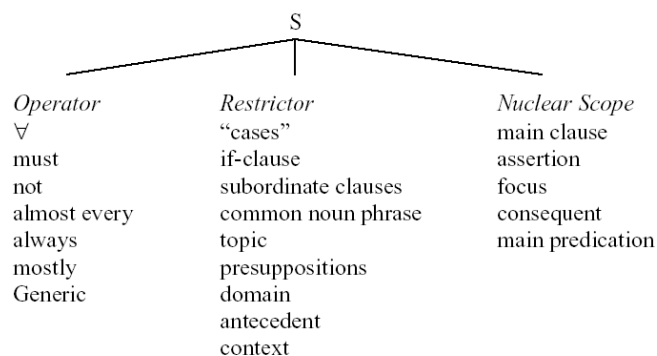 S
Operator Restrictor Nuclear Scope
∀ “cases” main clause
must if-clause assertion
not subordinate clauses focus
almost every common noun phrase consequent
always topic main predication
mostly presuppositions
Generic domain
antecedent
context